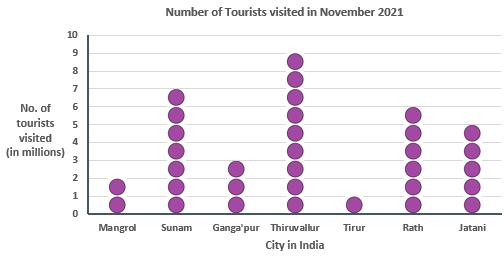 Number of Tourists visited in November 2021
10
9
8
7
6
5
4
3
2
1
0
No. of
tourists
visited
(in millions)
Mangrol Sunam Ganga'pur Thiruvallur Tirur Rath Jatani
City in India